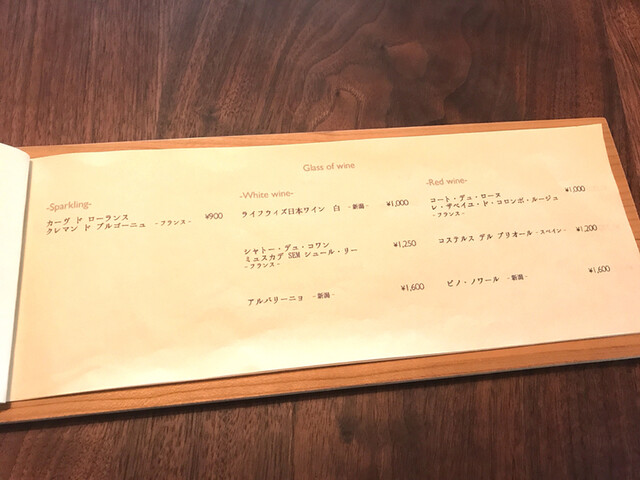 Glass of wine
-Sparkling-
カーヴ ド ローランス
クレマン ド ブルゴーニュ -フランス- ¥900
-White wine-
ライフライズ日本ワイン 白 -新潟- ¥1,000
シャトー・デュ・コワン
ミュスカデ SEM シュール・リー ¥1,250
-フランス-
アルバリーニョ -新潟- ¥1,600
-Red wine-
コート・デュ・ローヌ ¥1,000
レ・ザベイユ・ド・コロンボ・ルージュ
-フランス-
コステルス デル プリオール -スペイン- ¥1,200
ピノ・ノワール -新潟- ¥1,600